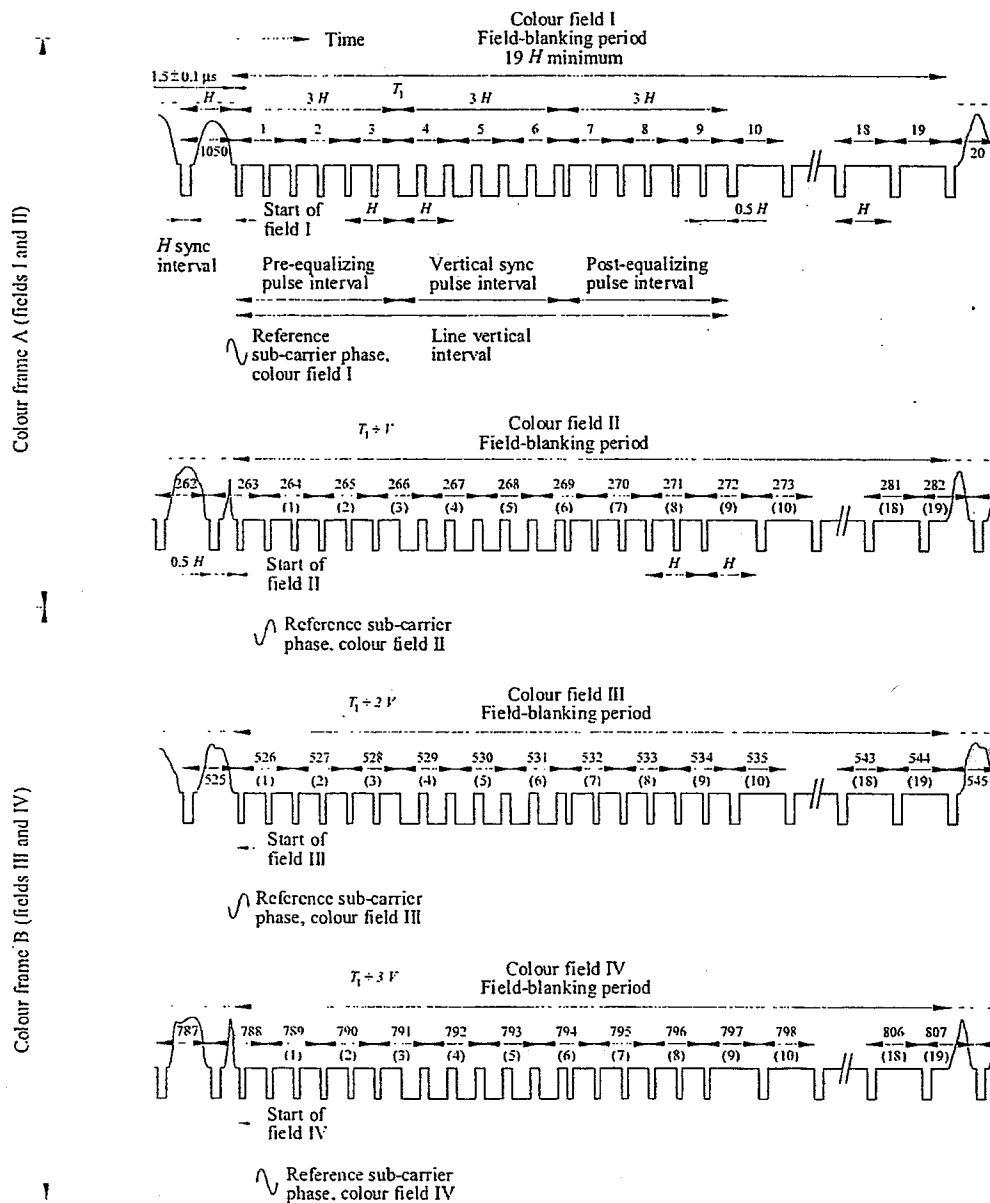 Colour field I
Time
Field-blanking period
19 H minimum
1.5 ± 0.1 μs
H
3 H
T1
3 H
3 H
1 2 3 4 5 6 7 8 9 10 18 19
1050
20
Start of
field I
H
H
0.5 H
H
H sync
interval
Pre-equalizing
pulse interval
Vertical sync
pulse interval
Post-equalizing
pulse interval
Reference
sub-carrier phase,
colour field I
Line vertical
interval
Colour frame A (fields I and II)
T1 + V
Colour field II
Field-blanking period
262 263 264 265 266 267 268 269 270 271 272 273 281 282
(1) (2) (3) (4) (5) (6) (7) (8) (9) (10) (18) (19)
0.5 H
Start of
field II
H
H
Reference sub-carrier
phase, colour field II
T1 + 2 V
Colour field III
Field-blanking period
526 527 528 529 530 531 532 533 534 535 543 544
525 (1) (2) (3) (4) (5) (6) (7) (8) (9) (10) (18) (19) 545
Start of
field III
Reference sub-carrier
phase, colour field III
Colour frame B (fields III and IV)
T1 + 3 V
Colour field IV
Field-blanking period
787 788 789 790 791 792 793 794 795 796 797 798 806 807
(1) (2) (3) (4) (5) (6) (7) (8) (9) (10) (18) (19)
Start of
field IV
Reference sub-carrier
phase, colour field IV